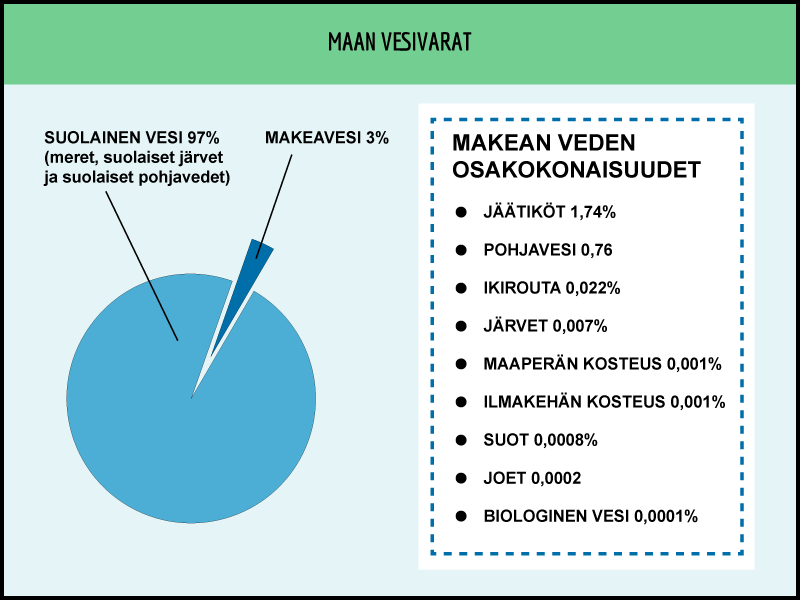 MAAN VESIVARAT
SUOLAINEN VESI 97%
(meret, suolaiset järvet
ja suolaiset pohjavedet)
MAKEAVESI 3%
MAKEAN VEDEN
OSAKOKONAISUUDET
● JÄÄTIKÖT 1,74%
● POHJAVESI 0,76
● IKIROUTA 0,022%
● JÄRVET 0,007%
● MAAPERÄN KOSTEUS 0,001%
● ILMAKEHÄN KOSTEUS 0,001%
● SUOT 0,0008%
● JOET 0,0002
● BIOLOGINEN VESI 0,0001%